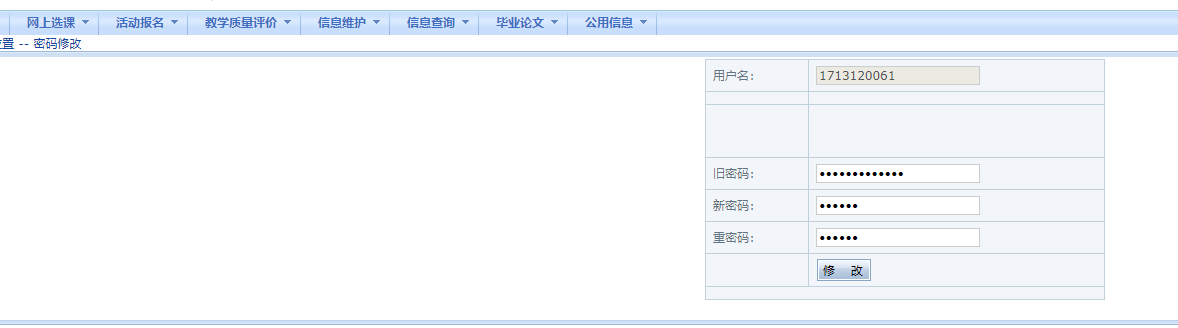 网上选课 活动报名 教学质量评价 信息维护 信息查询 毕业论文 公用信息
置 -- 密码修改
用户名: 1713120061
旧密码: •••••••••••••
新密码: ••••••
重密码: ••••••
修 改